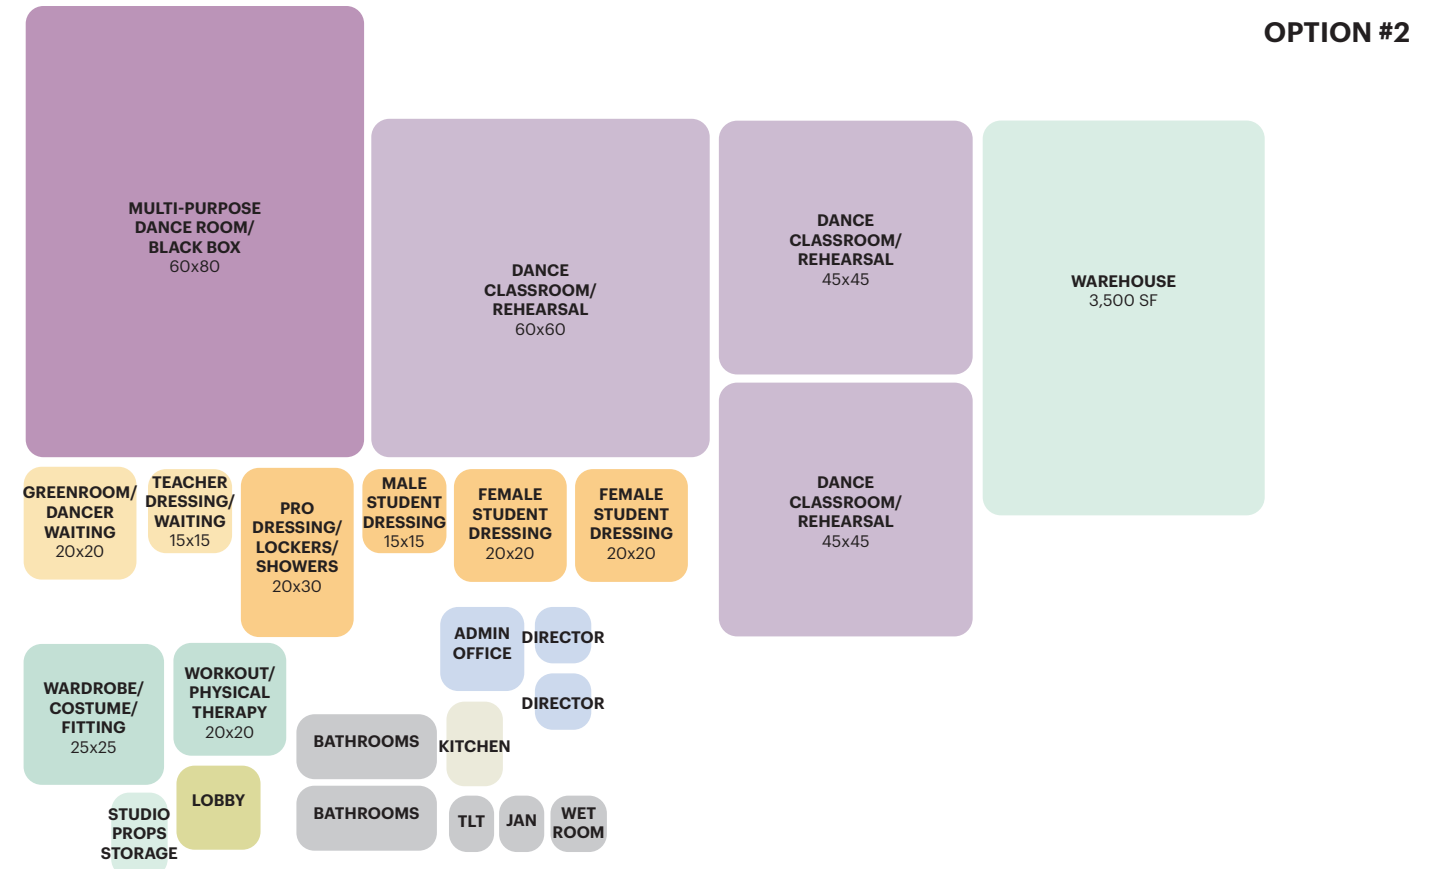 OPTION #2
MULTI-PURPOSE
DANCE ROOM/
BLACK BOX
60x80
DANCE
CLASSROOM/
REHEARSAL
60x60
DANCE
CLASSROOM/
REHEARSAL
45x45
WAREHOUSE
3,500 SF
DANCE
CLASSROOM/
REHEARSAL
45x45
GREENROOM/
DANCER
WAITING
20x20
TEACHER
DRESSING/
WAITING
15x15
PRO
DRESSING/
LOCKERS/
SHOWERS
20x30
MALE
STUDENT
DRESSING
15x15
FEMALE
STUDENT
DRESSING
20x20
FEMALE
STUDENT
DRESSING
20x20
ADMIN
OFFICE
DIRECTOR
DIRECTOR
WARDROBE/
COSTUME/
FITTING
25x25
WORKOUT/
PHYSICAL
THERAPY
20x20
BATHROOMS
KITCHEN
LOBBY
BATHROOMS
STUDIO
PROPS
STORAGE
TLT
JAN
WET
ROOM